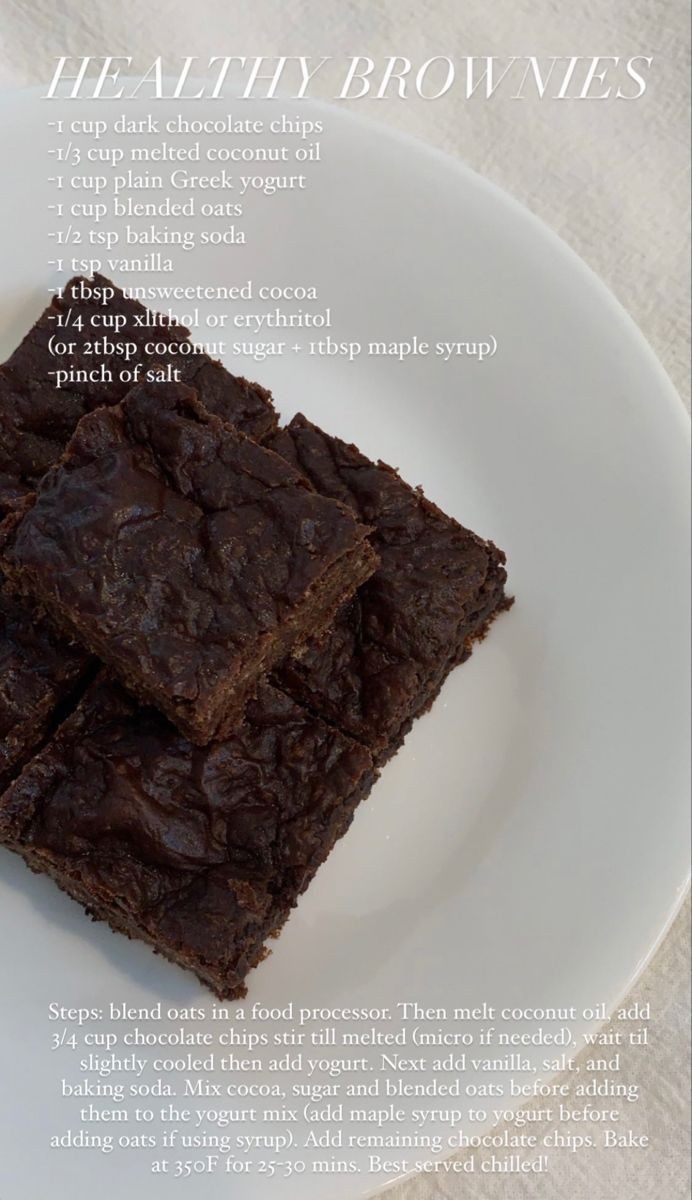 HEALTHY BROWNIES
-1 cup dark chocolate chips
-1/3 cup melted coconut oil
-1 cup plain Greek yogurt
-1 cup blended oats
-1/2 tsp baking soda
-1 tsp vanilla
-1 tbsp unsweetened cocoa
-1/4 cup xlithol or erythritol
(or 2tbsp coconut sugar + 1tbsp maple syrup)
-pinch of salt
Steps: blend oats in a food processor. Then melt coconut oil, add
3/4 cup chocolate chips stir till melted (micro if needed), wait til
slightly cooled then add yogurt. Next add vanilla, salt, and
baking soda. Mix cocoa, sugar and blended oats before adding
them to the yogurt mix (add maple syrup to yogurt before
adding oats if using syrup). Add remaining chocolate chips. Bake
at 350F for 25-30 mins. Best served chilled!